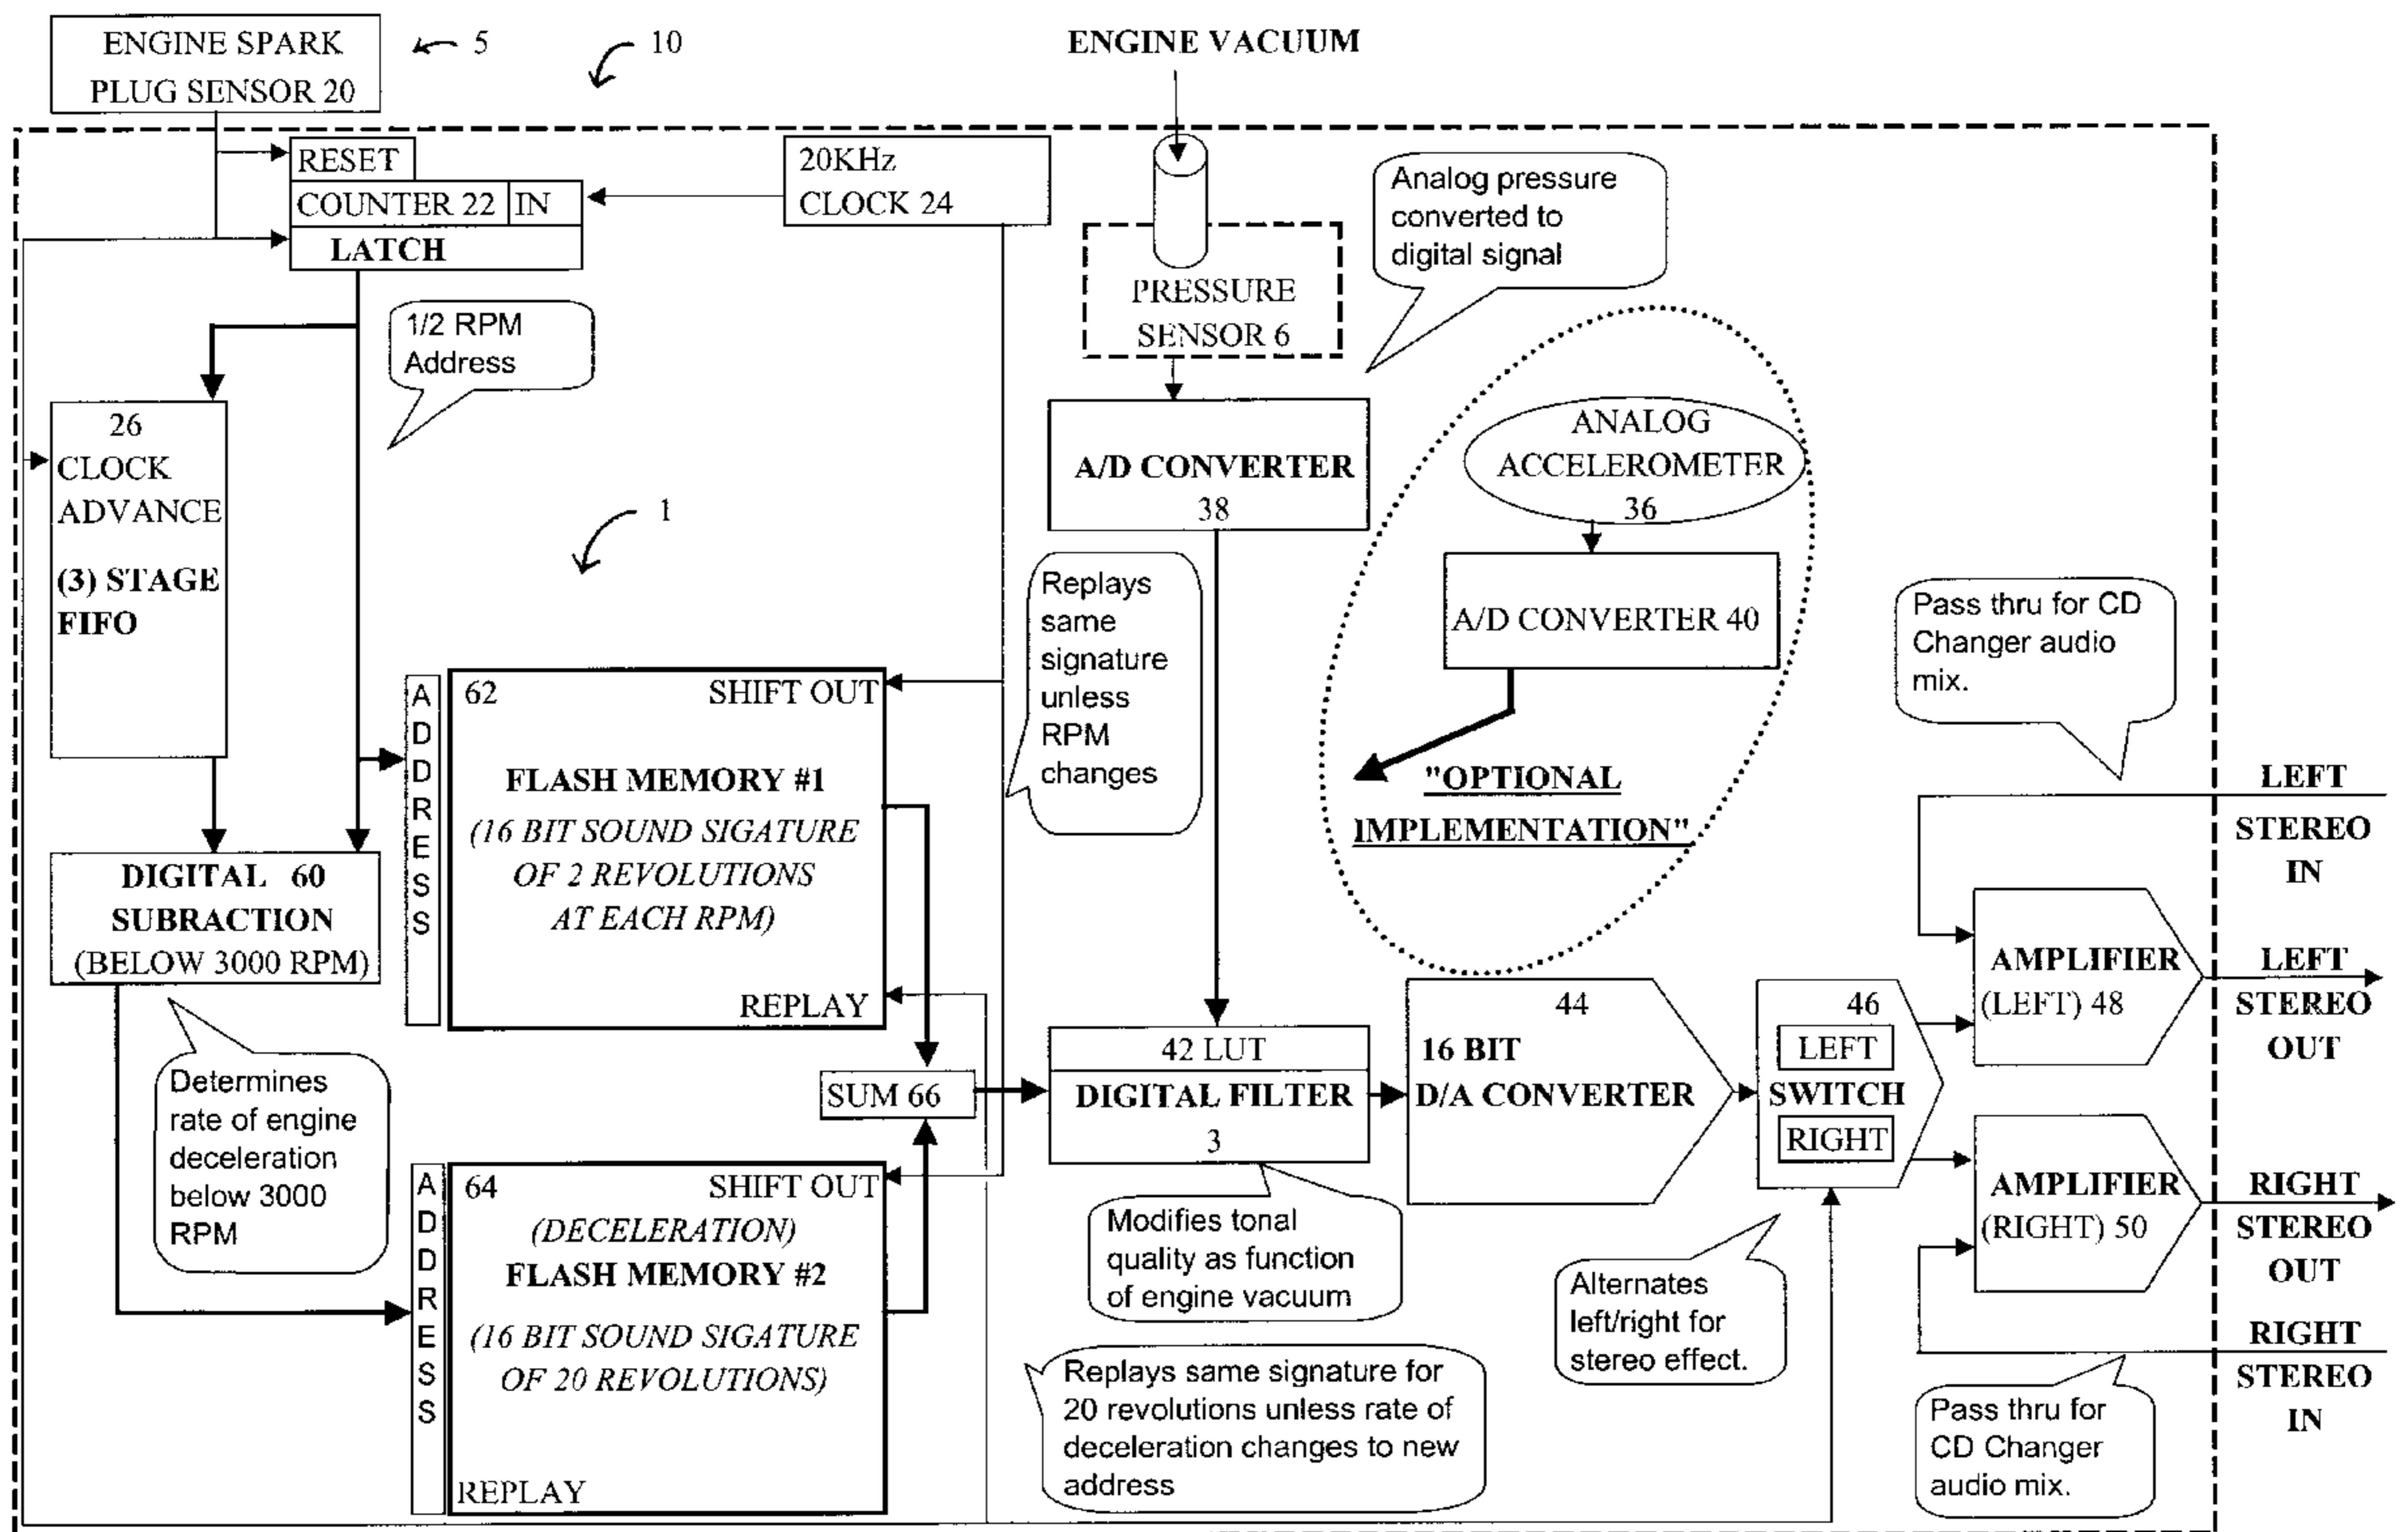 ENGINE SPARK
PLUG SENSOR 20
5
10
ENGINE VACUUM
RESET
COUNTER 22
IN
LATCH
20KHz
CLOCK 24
PRESSURE
SENSOR 6
Analog pressure
converted to
digital signal
1/2 RPM
Address
26
CLOCK
ADVANCE
(3) STAGE
FIFO
1
A/D CONVERTER
38
ANALOG
ACCELEROMETER
36
A/D CONVERTER 40
"OPTIONAL
IMPLEMENTATION"
Replays
same
signature
unless
RPM
changes
Pass thru for CD
Changer audio
mix.
ADDRESS
62
SHIFT OUT
FLASH MEMORY #1
(16 BIT SOUND SIGATURE
OF 2 REVOLUTIONS
AT EACH RPM)
REPLAY
DIGITAL 60
SUBRACTION
(BELOW 3000 RPM)
Determines
rate of engine
deceleration
below 3000
RPM
SUM 66
42 LUT
DIGITAL FILTER
3
44
16 BIT
D/A CONVERTER
46
LEFT
SWITCH
RIGHT
AMPLIFIER
(LEFT) 48
AMPLIFIER
(RIGHT) 50
LEFT
STEREO
IN
LEFT
STEREO
OUT
RIGHT
STEREO
OUT
RIGHT
STEREO
IN
ADDRESS
64
SHIFT OUT
(DECELERATION)
FLASH MEMORY #2
(16 BIT SOUND SIGATURE
OF 20 REVOLUTIONS)
REPLAY
Modifies tonal
quality as function
of engine vacuum
Alternates
left/right for
stereo effect.
Replays same signature for
20 revolutions unless rate of
deceleration changes to new
address
Pass thru for
CD Changer
audio mix.